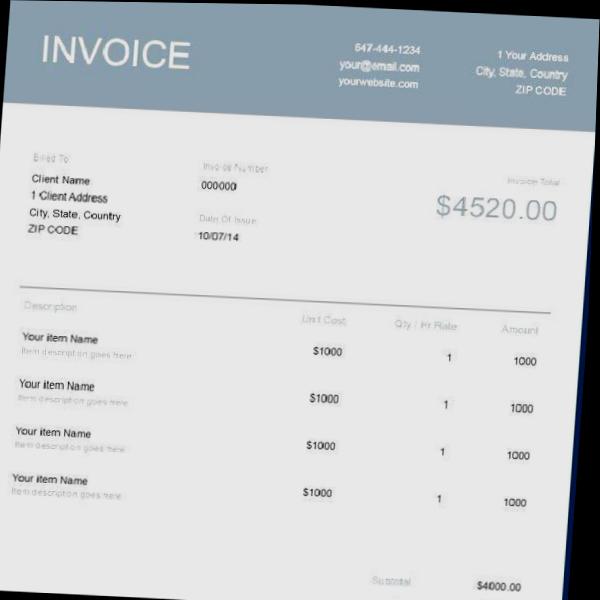 INVOICE
647-444-1234
your@email.com
yourwebsite.com
1 Your Address
City, State, Country
ZIP CODE
Billed To
Client Name
1 Client Address
City, State, Country
ZIP CODE
Invoice Number
000000
Date Of Issue
10/07/14
Invoice Total
$4520.00
Description Unit Cost Qty / Hr Rate Amount
Your item Name $1000 1 1000
Item description goes here
Your item Name $1000 1 1000
Item description goes here
Your item Name $1000 1 1000
Item description goes here
Your item Name $1000 1 1000
Item description goes here
Subtotal $4000.00